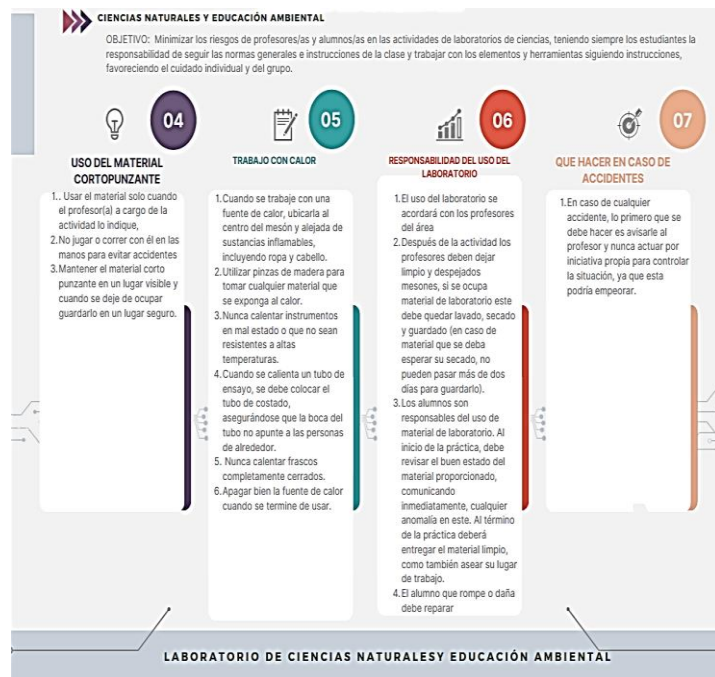 CIENCIAS NATURALES Y EDUCACIÓN AMBIENTAL
OBJETIVO: Minimizar los riesgos de profesores/as y alumnos/as en las actividades de laboratorios de ciencias, teniendo siempre los estudiantes la
responsabilidad de seguir las normas generales e instrucciones de la clase y trabajar con los elementos y herramientas siguiendo instrucciones,
favoreciendo el cuidado individual y del grupo.
04
USO DEL MATERIAL
CORTOPUNZANTE
1.. Usar el material solo cuando
el profesor(a) a cargo de la
actividad lo indique,
2.No jugar o correr con él en las
manos para evitar accidentes
3.Mantener el material corto
punzante en un lugar visible y
cuando se deje de ocupar
guardarlo en un lugar seguro.
05
TRABAJO CON CALOR
1.Cuando se trabaje con una
fuente de calor, ubicarla al
centro del mesón y alejada de
sustancias inflamables,
incluyendo ropa y cabello.
2.Utilizar pinzas de madera para
tomar cualquier material que
se exponga al calor.
3.Nunca calentar instrumentos
en mal estado o que no sean
resistentes a altas
temperaturas.
4.Cuando se calienta un tubo de
ensayo, se debe colocar el
tubo de costado,
asegurándose que la boca del
tubo no apunte a las personas
de alrededor.
5. Nunca calentar frascos
completamente cerrados.
6.Apagar bien la fuente de calor
cuando se termine de usar.
06
RESPONSABILIDAD DEL USO DEL
LABORATORIO
1.El uso del laboratorio se
acordará con los profesores
del área
2.Después de la actividad los
profesores deben dejar
limpio y despejados
mesones, si se ocupa
material de laboratorio este
debe quedar lavado, secado
y guardado (en caso de
material que se deba
esperar su secado, no
pueden pasar más de dos
días para guardarlo).
3.Los alumnos son
responsables del uso de
material de laboratorio. Al
inicio de la práctica, debe
revisar el buen estado del
material proporcionado,
comunicando
inmediatamente, cualquier
anomalía en este. Al término
de la práctica deberá
entregar el material limpio,
como también asear su lugar
de trabajo.
4.El alumno que rompe o daña
debe reparar
07
QUE HACER EN CASO DE
ACCIDENTES
1.En caso de cualquier
accidente, lo primero que se
debe hacer es avisarle al
profesor y nunca actuar por
iniciativa propia para controlar
la situación, ya que esta
podría empeorar.
LABORATORIO DE CIENCIAS NATURALESY EDUCACIÓN AMBIENTAL